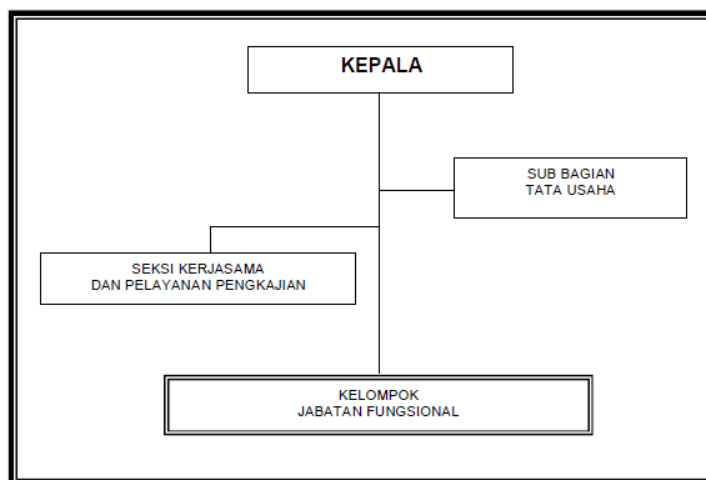 KEPALA
SUB BAGIAN
TATA USAHA
SEKSI KERJASAMA
DAN PELAYANAN PENGKAJIAN
KELOMPOK
JABATAN FUNGSIONAL